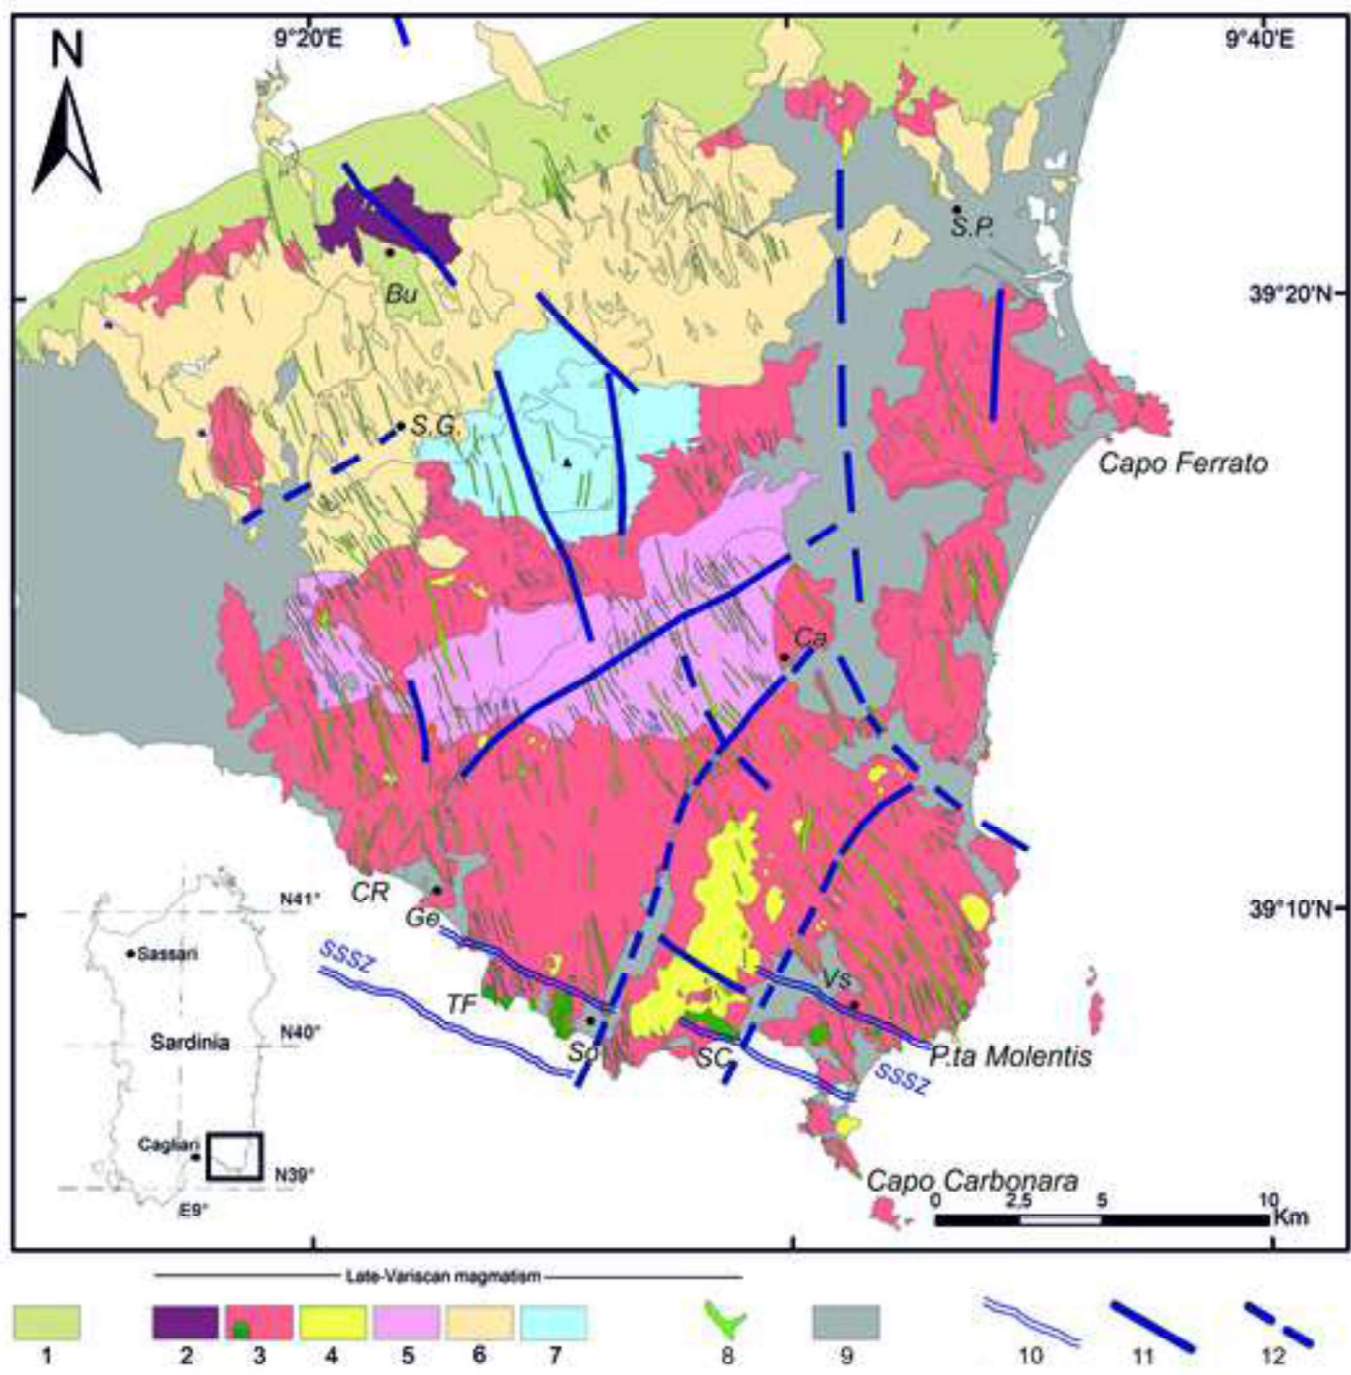 9°20'E
9°40'E
N
S.P.
Bu
39°20'N
S.G.
Capo Ferrato
Ca
CR
Ge
39°10'N
N41°
Sassari
SSSZ
Vs
TF
N40°
Sardinia
So
SC
P.ta Molentis
SSSZ
Cagliari
N39°
E9°
Capo Carbonara
0 2,5 5 10
Km
Late-Variscan magmatism
1 2 3 4 5 6 7 8 9 10 11 12